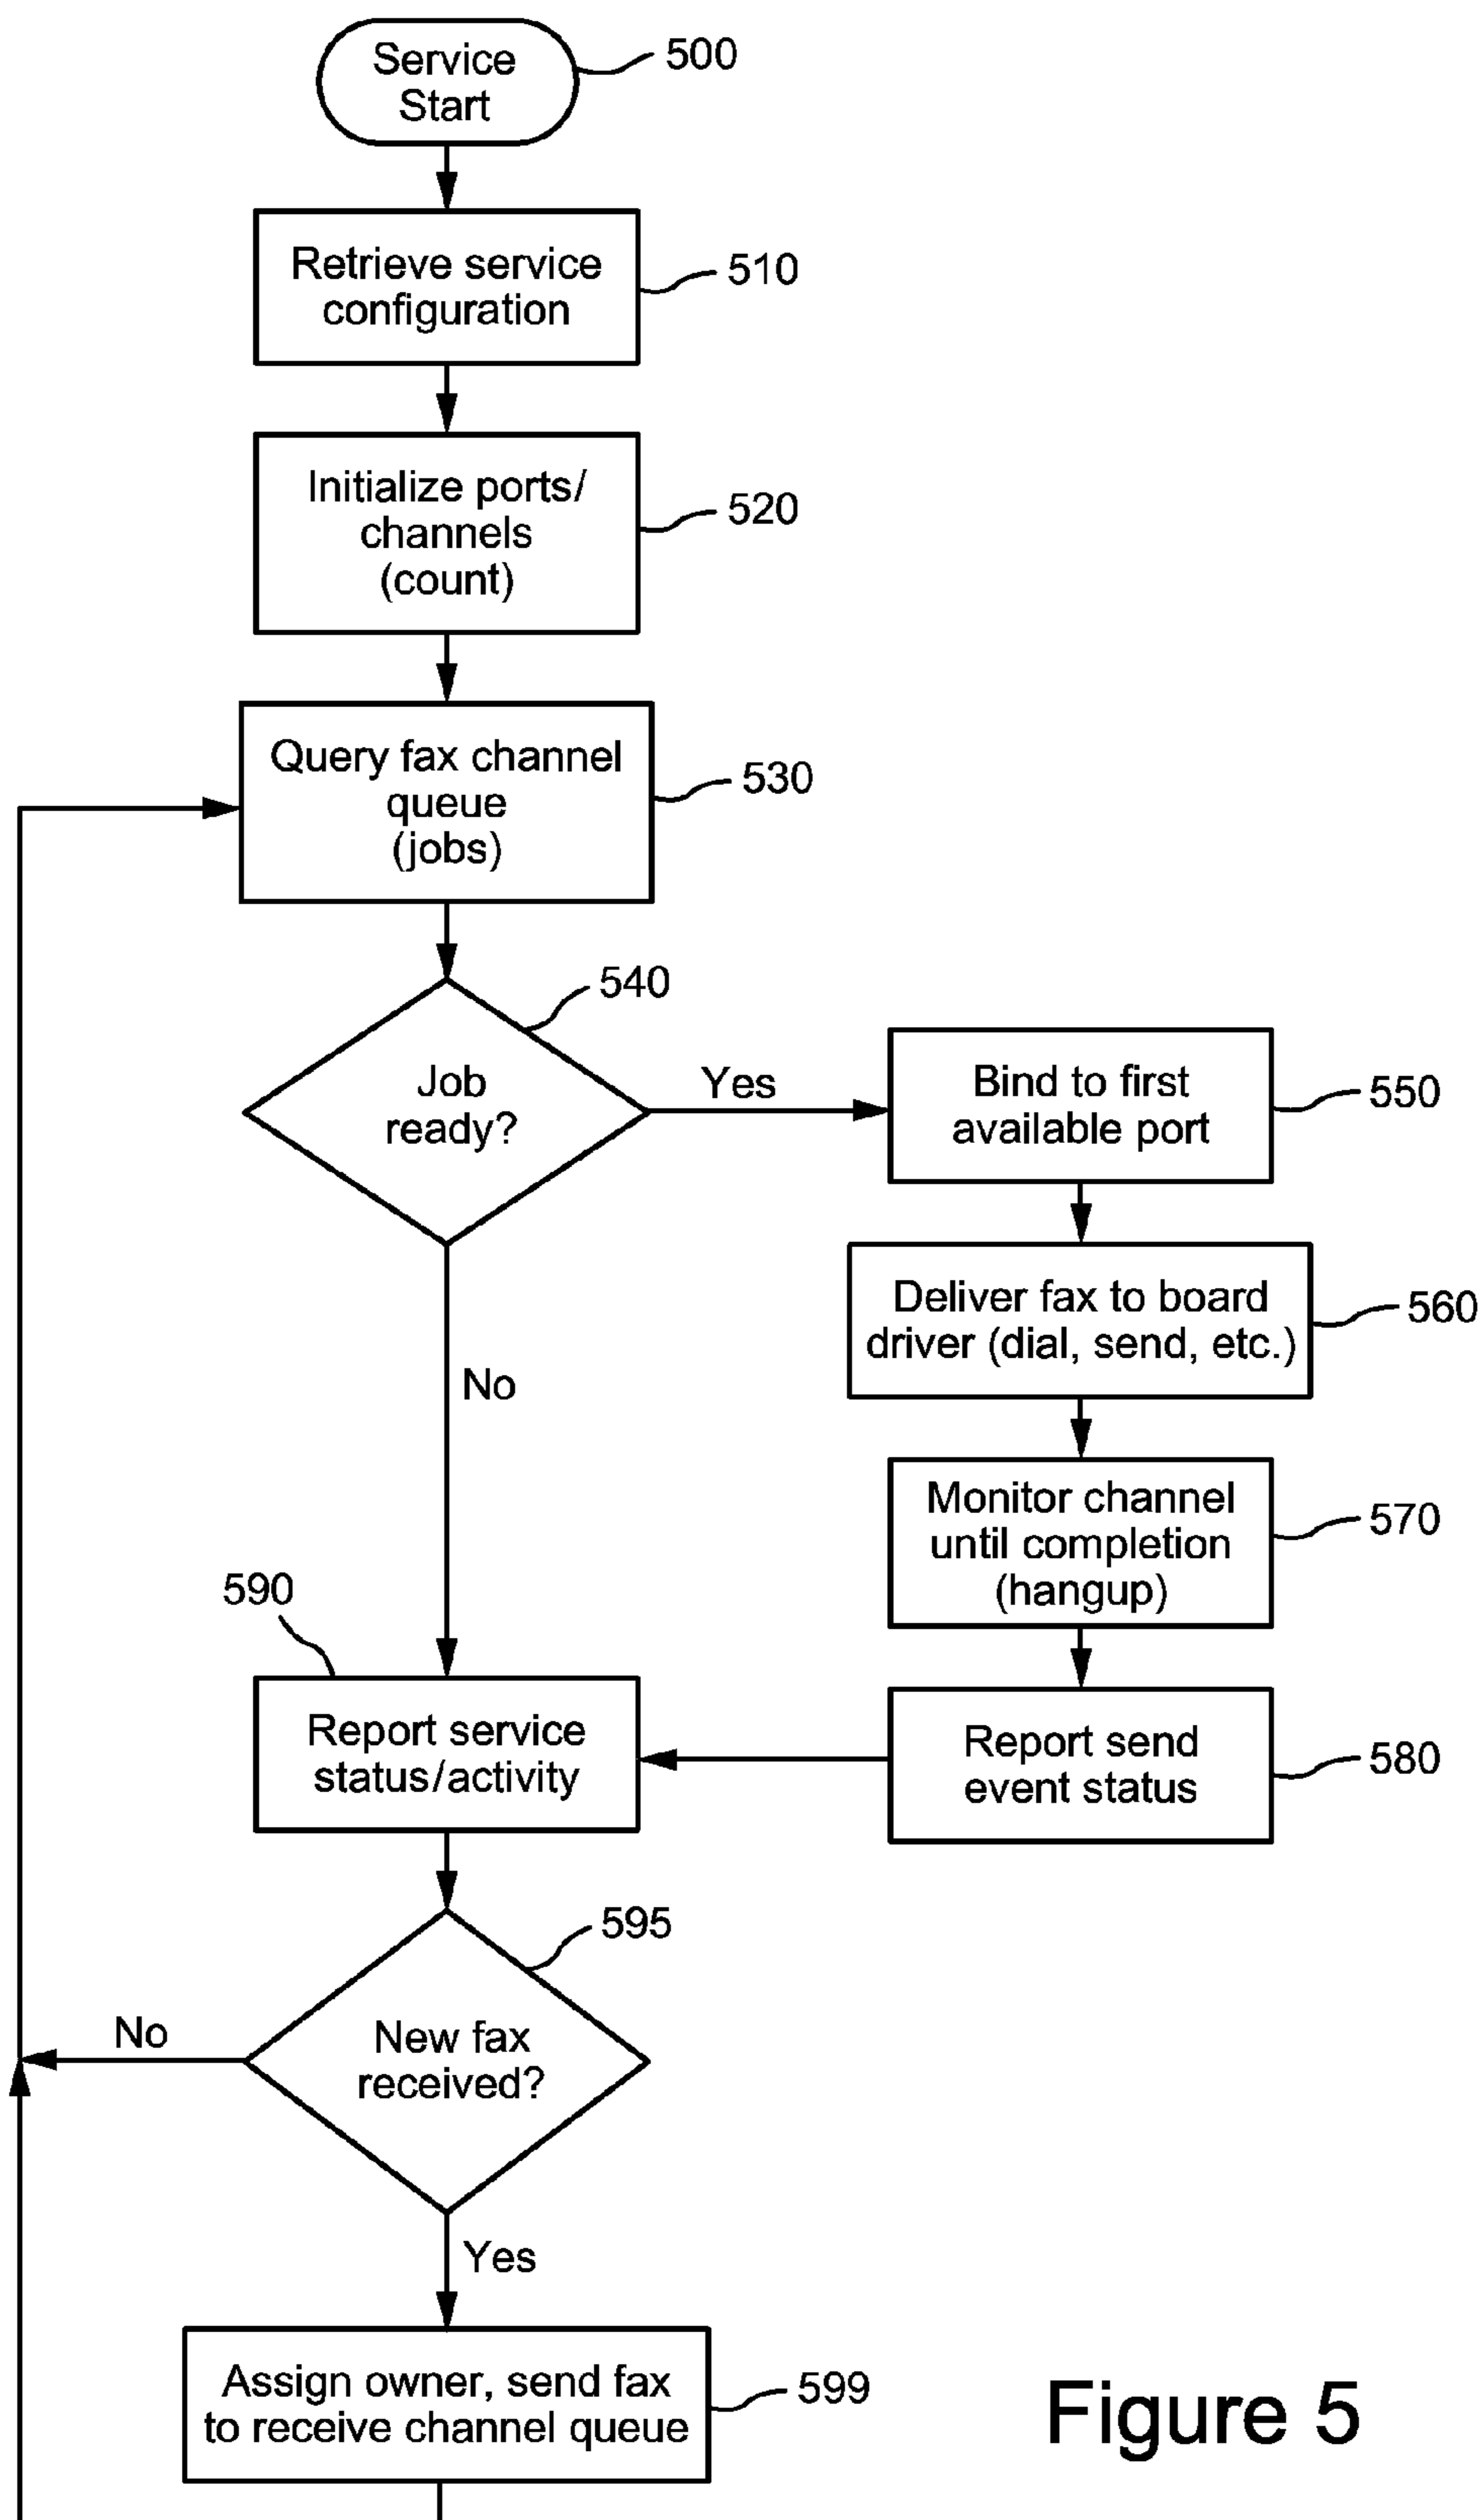 Service
Start
500
Retrieve service
configuration
510
Initialize ports/
channels
(count)
520
Query fax channel
queue
(jobs)
530
540
Job
ready?
Yes
Bind to first
available port
550
Deliver fax to board
driver (dial, send, etc.)
560
No
Monitor channel
until completion
(hangup)
570
590
Report service
status/activity
Report send
event status
580
595
New fax
received?
No
Yes
Assign owner, send fax
to receive channel queue
599
Figure 5